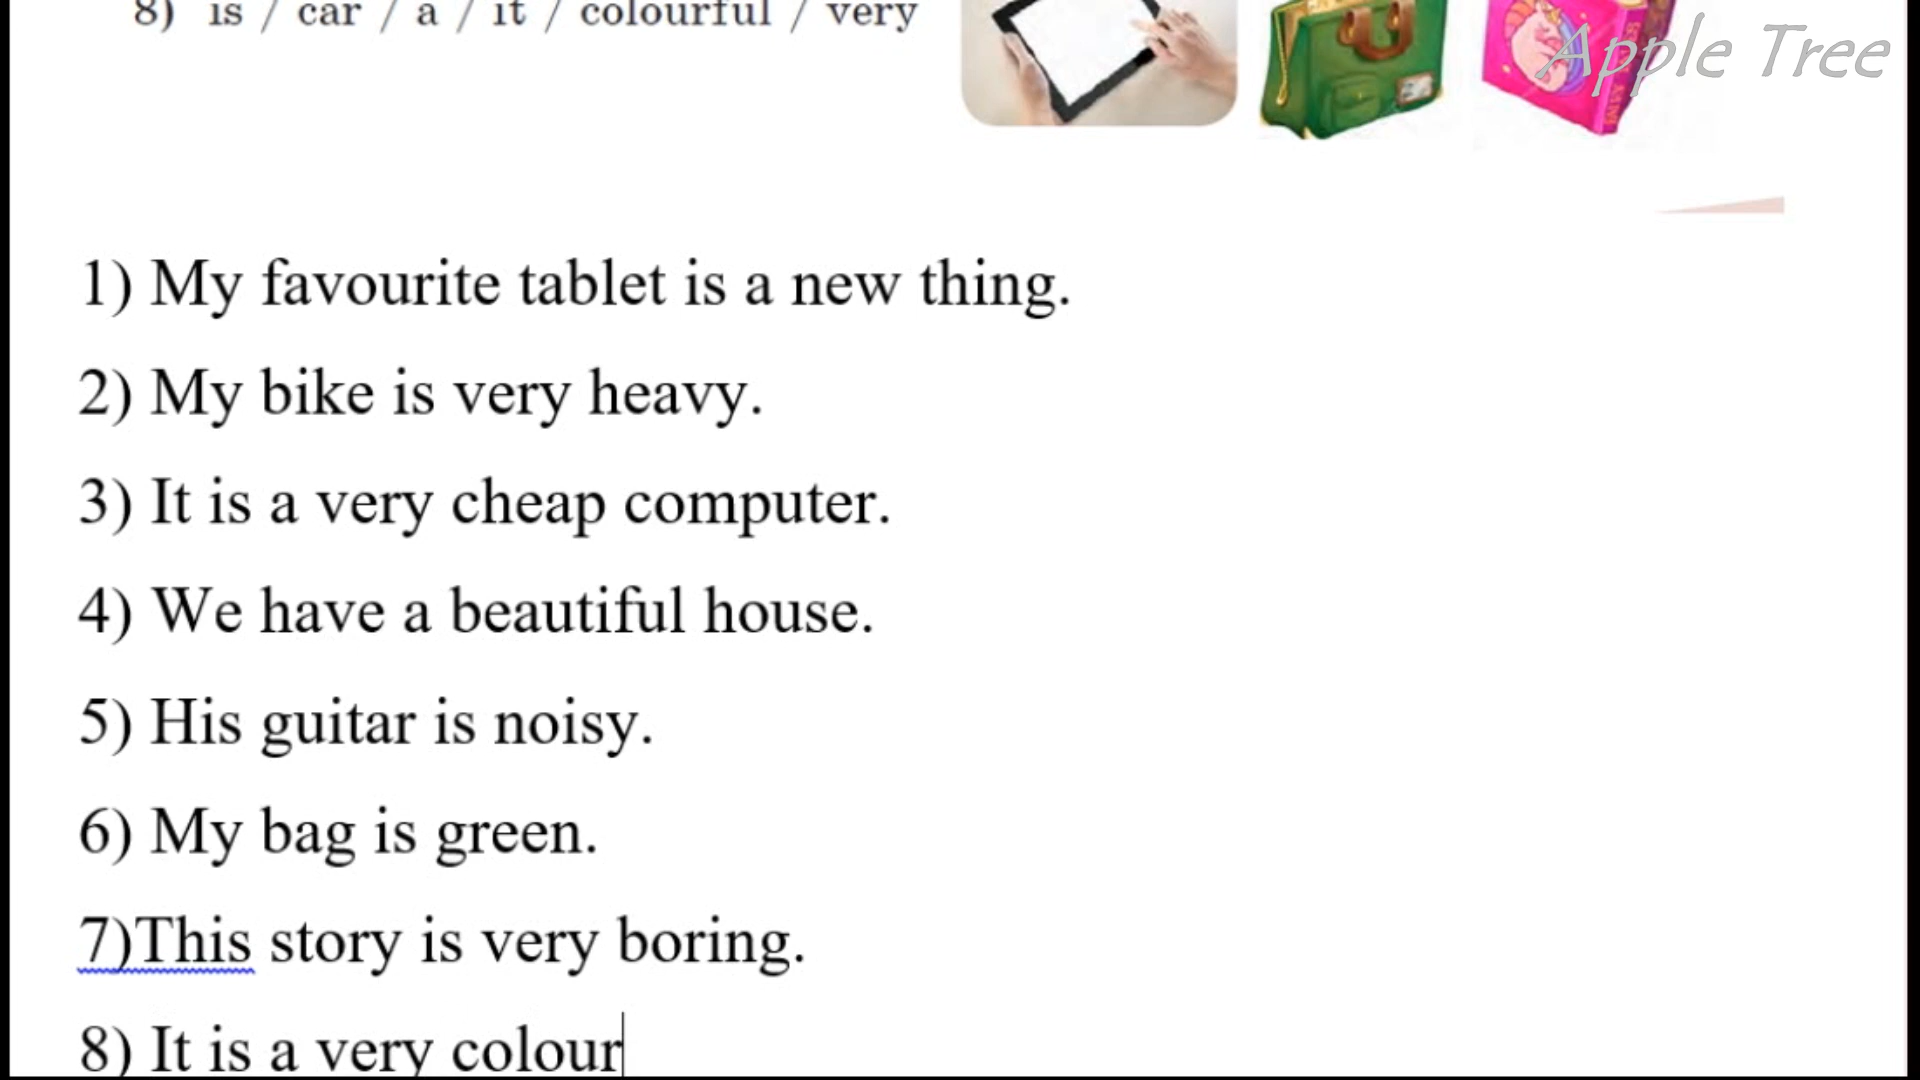 8) is / car / a / it / colourful / very
Apple Tree
1) My favourite tablet is a new thing.
2) My bike is very heavy.
3) It is a very cheap computer.
4) We have a beautiful house.
5) His guitar is noisy.
6) My bag is green.
7)This story is very boring.
8) It is a very colour